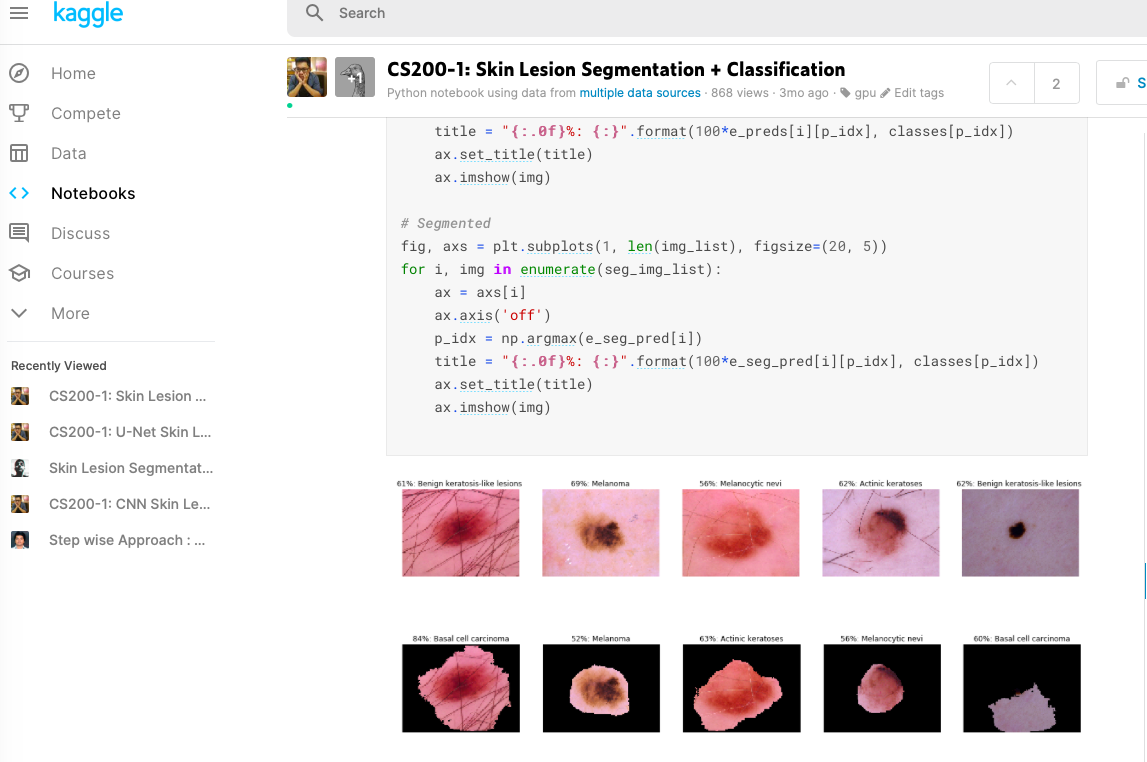 kaggle
Search
Home
Compete
Data
Notebooks
Discuss
Courses
More
Recently Viewed
CS200-1: Skin Lesion ...
CS200-1: U-Net Skin L...
Skin Lesion Segmentat...
CS200-1: CNN Skin Le...
Step wise Approach : ...
+1
CS200-1: Skin Lesion Segmentation + Classification
Python notebook using data from multiple data sources · 868 views · 3mo ago · gpu Edit tags
2
S
title = "{:.0f}%: {:}".format(100*e_preds[i][p_idx], classes[p_idx])
ax.set_title(title)
ax.imshow(img)
# Segmented
fig, axs = plt.subplots(1, len(img_list), figsize=(20, 5))
for i, img in enumerate(seg_img_list):
ax = axs[i]
ax.axis('off')
p_idx = np.argmax(e_seg_pred[i])
title = "{:.0f}%: {:}".format(100*e_seg_pred[i][p_idx], classes[p_idx])
ax.set_title(title)
ax.imshow(img)
61%: Benign keratosis-like lesions 69%: Melanoma 56%: Melanocytic nevi 62%: Actinic keratoses 62%: Benign keratosis-like lesions
84%: Basal cell carcinoma 52%: Melanoma 63%: Actinic keratoses 56%: Melanocytic nevi 60%: Basal cell carcinoma